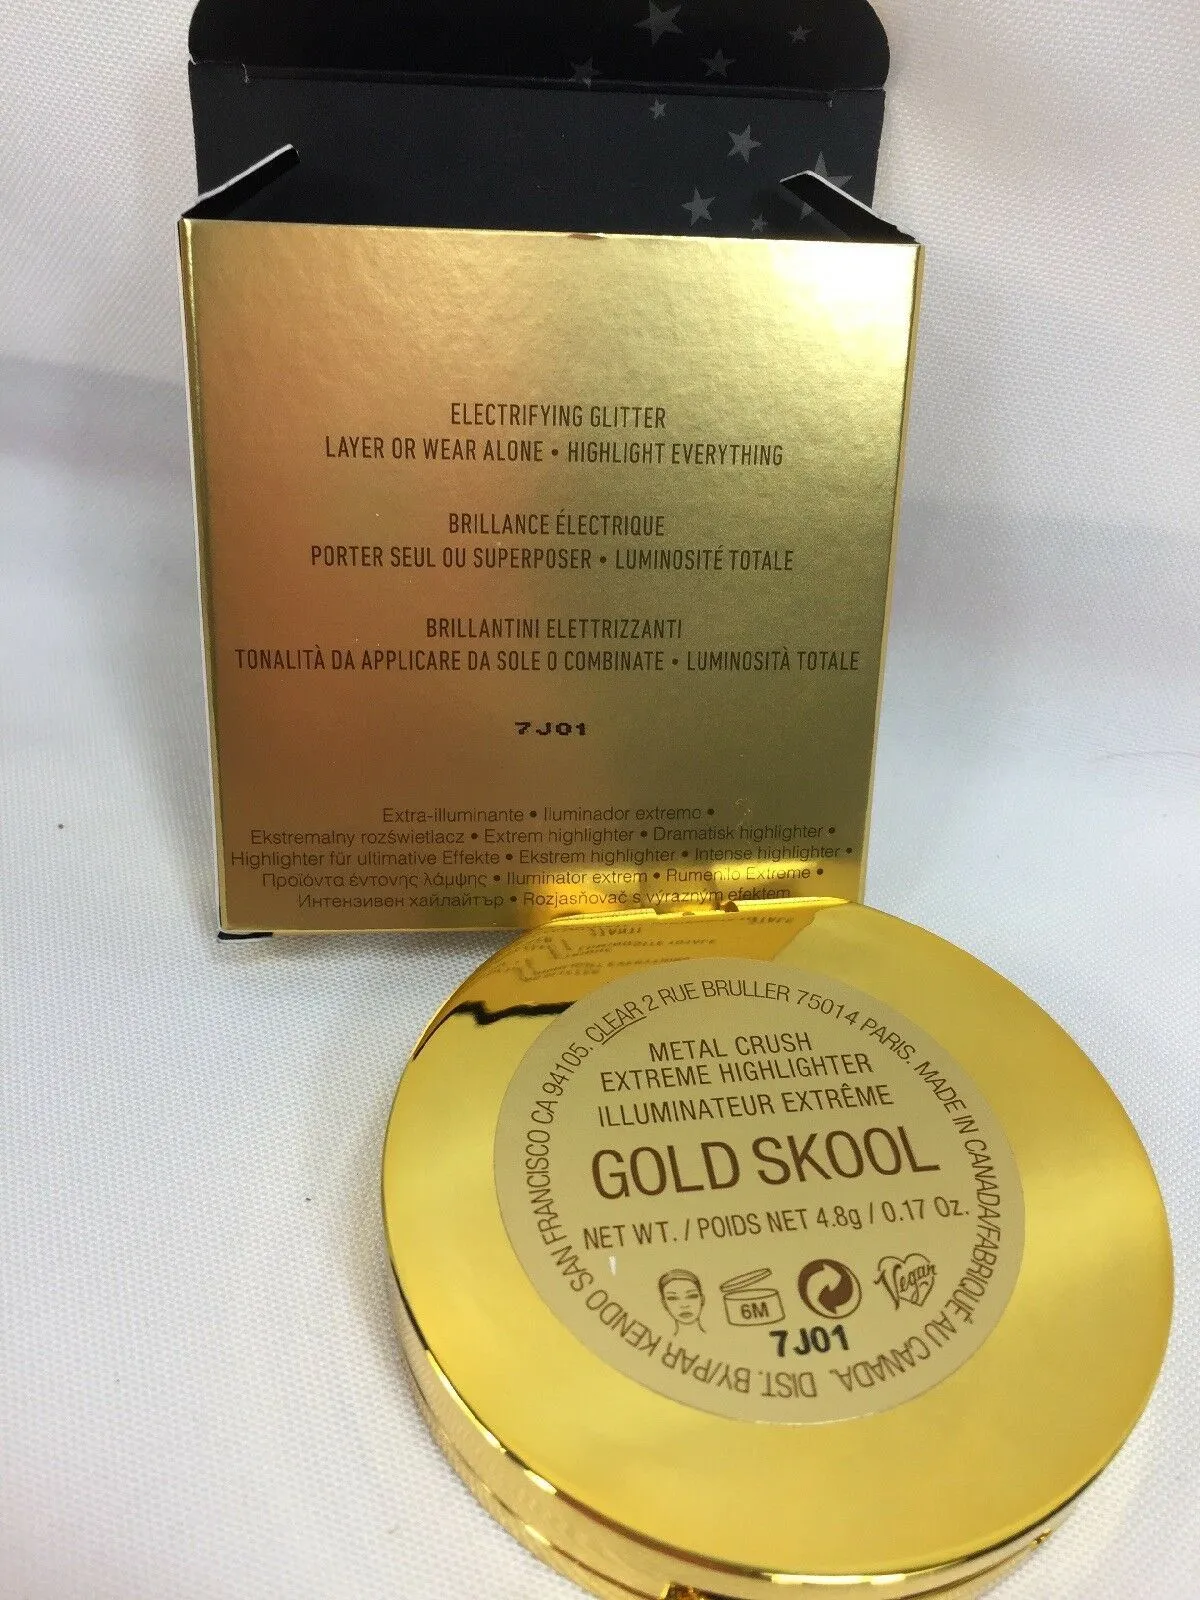 ELECTRIFYING GLITTER
LAYER OR WEAR ALONE • HIGHLIGHT EVERYTHING
BRILLANCE ÉLECTRIQUE
PORTER SEUL OU SUPERPOSER • LUMINOSITÉ TOTALE
BRILLANTINI ELETTRIZZANTI
TONALITÀ DA APPLICARE DA SOLE O COMBINATE • LUMINOSITÀ TOTALE
7J01
Extra-illuminante • Iluminador extremo •
Ekstremalny rozświetlacz • Extrem highlighter • Dramatisk highlighter •
Highlighter für ultimative Effekte • Ekstrem highlighter • Intense highlighter •
Προϊόντα έντονης λάμψης • Iluminator extrem • Rumenilo Extreme •
Интензивен хайлайтър • Rozjasňovač s výrazným efektem
METAL CRUSH
EXTREME HIGHLIGHTER
ILLUMINATEUR EXTRÊME
GOLD SKOOL
NET WT. / POIDS NET 4.8g / 0.17 Oz.
6M
Vegan
7J01
DIST. BY/PAR KENDO SAN FRANCISCO CA 94105. CLEAR 2 RUE BRULLER 75014 PARIS. MADE IN CANADA/FABRIQUÉ AU CANADA.